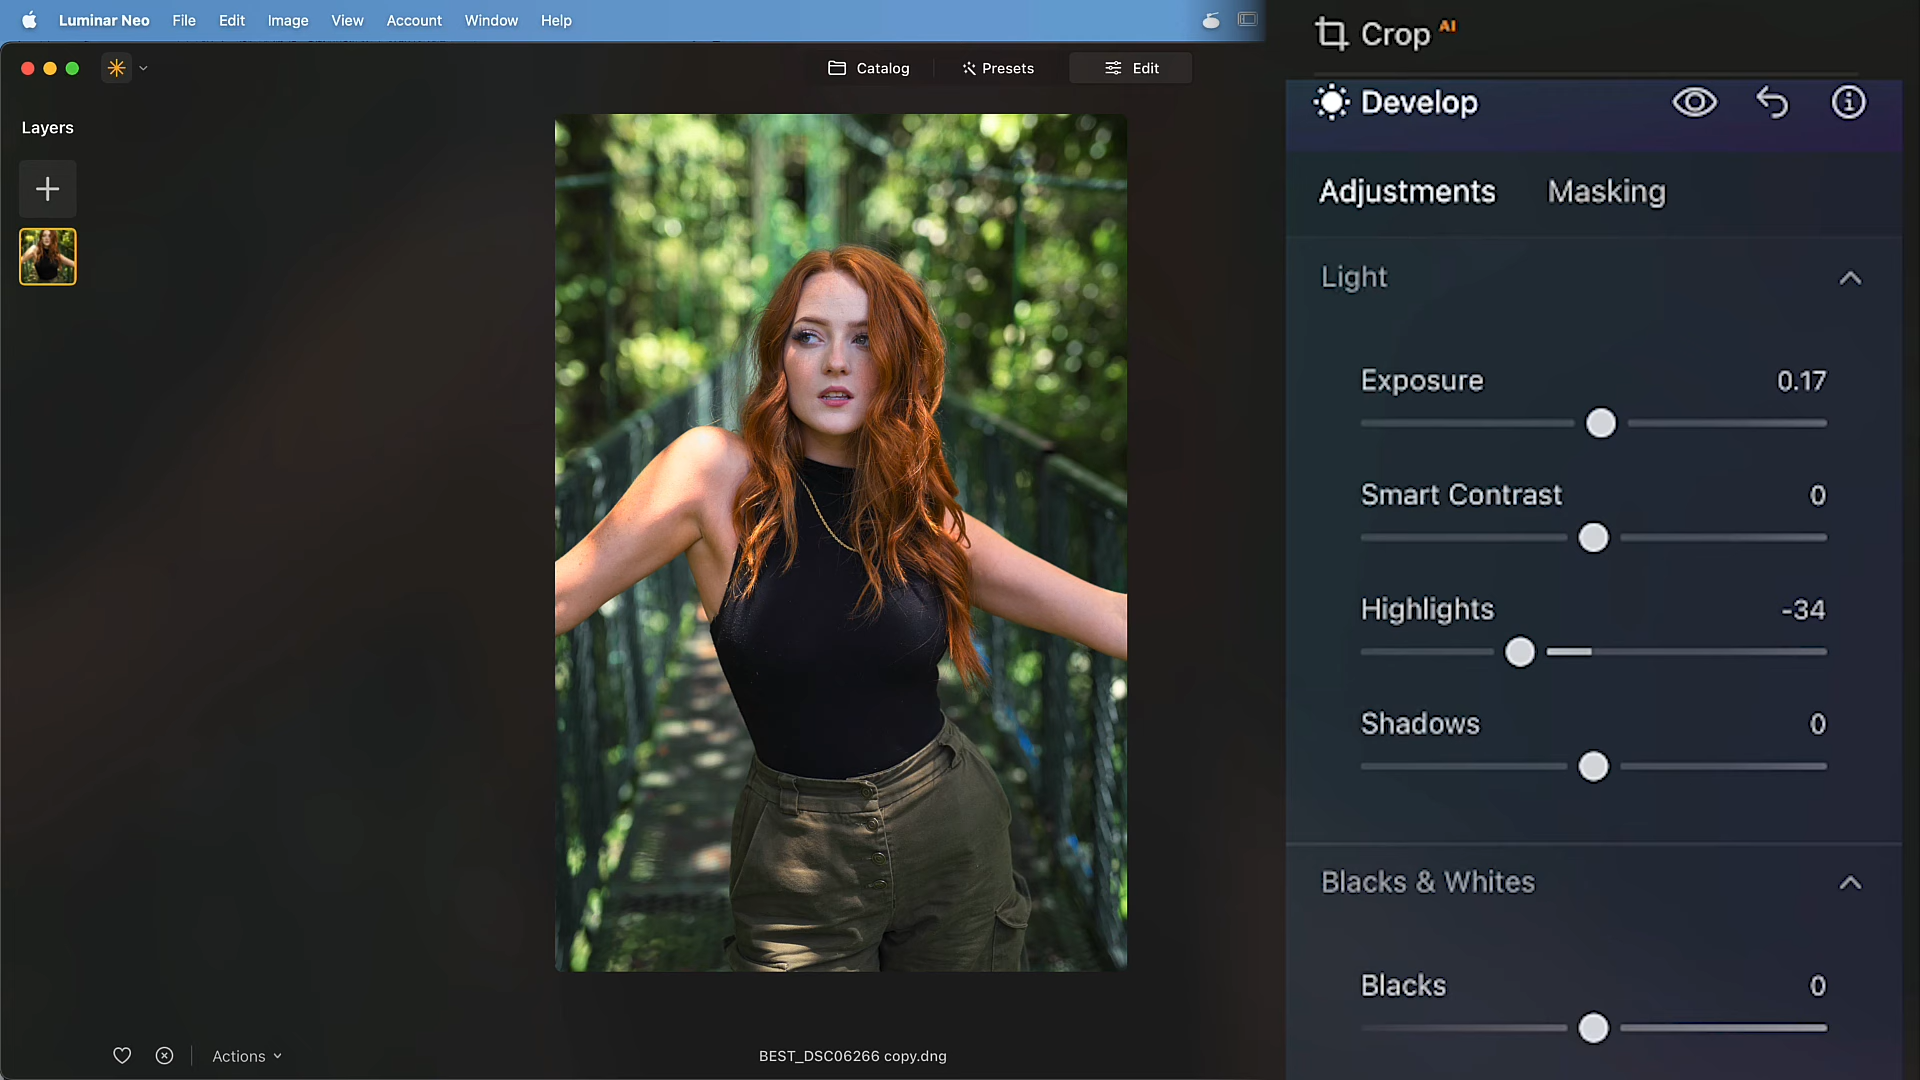 Luminar Neo File Edit Image View Account Window Help
Catalog Presets Edit
Layers
Actions
BEST_DSC06266 copy.dng
Crop AI
Develop
Adjustments Masking
Light
Exposure 0.17
Smart Contrast 0
Highlights -34
Shadows 0
Blacks & Whites
Blacks 0